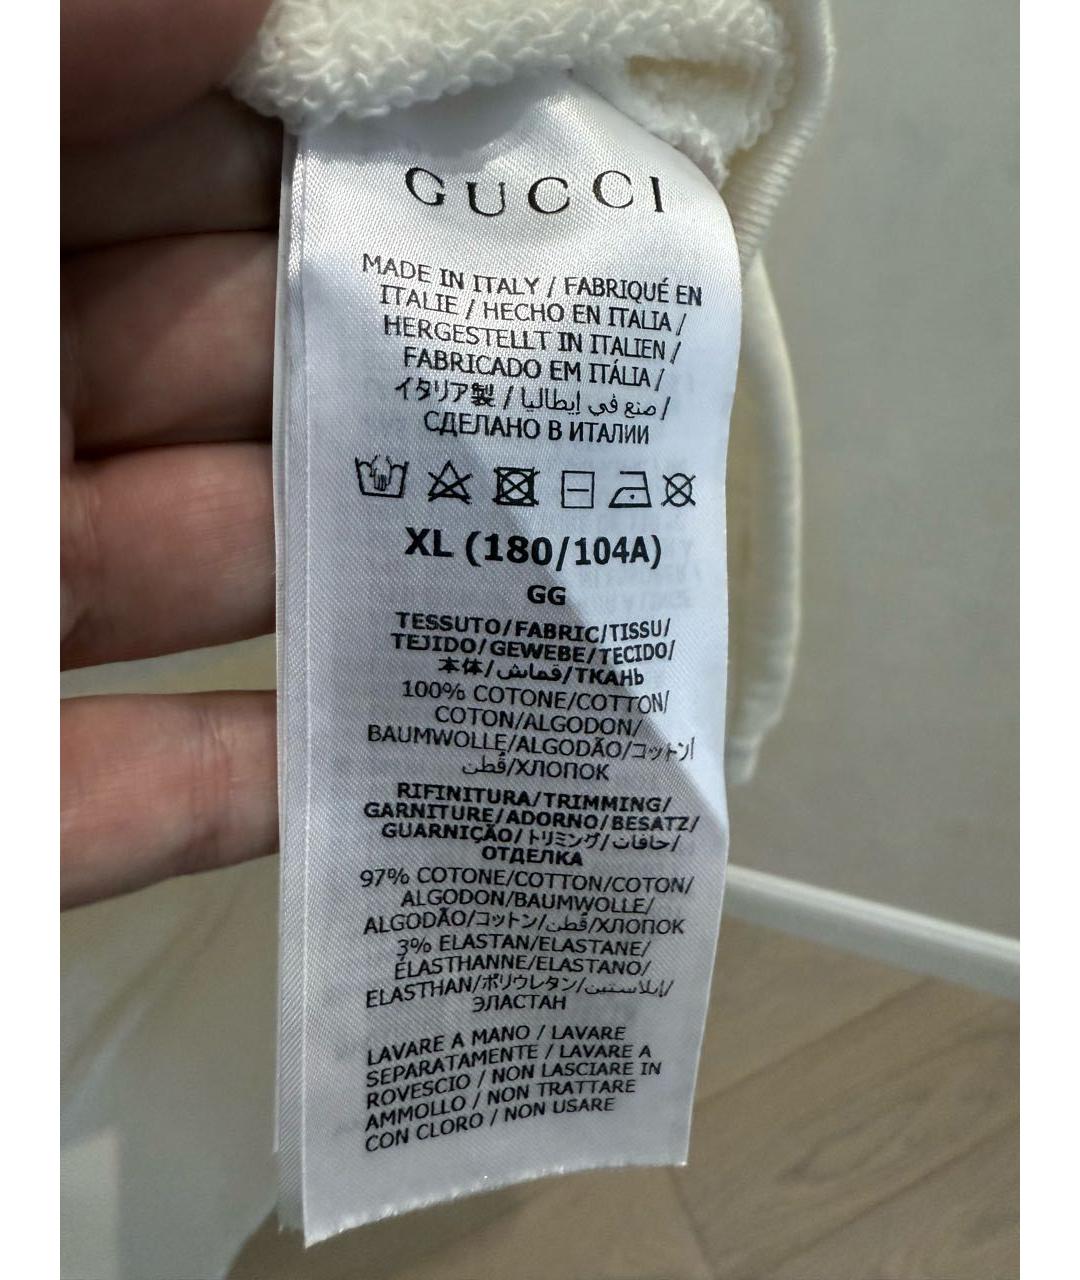 GUCCI
MADE IN ITALY / FABRIQUÉ EN
ITALIE / HECHO EN ITALIA /
HERGESTELLT IN ITALIEN /
FABRICADO EM ITÁLIA /
イタリア製 / صنع في إيطاليا /
СДЕЛАНО В ИТАЛИИ
XL (180/104A)
GG
TESSUTO/FABRIC/TISSU/
TEJIDO/GEWEBE/TECIDO/
本体/قماش/ТКАНЬ
100% COTONE/COTTON/
COTON/ALGODON/
BAUMWOLLE/ALGODÃO/コットン/
قُطن/ХЛОПОК
RIFINITURA/TRIMMING/
GARNITURE/ADORNO/BESATZ/
GUARNIÇÃO/トリミング/حافات/
ОТДЕЛКА
97% COTONE/COTTON/COTON/
ALGODON/BAUMWOLLE/
ALGODÃO/コットン/قُطن/ХЛОПОК
3% ELASTAN/ELASTANE/
ÉLASTHANNE/ELASTANO/
ELASTHAN/ポリウレタン/إيلاستين/
ЭЛАСТАН
LAVARE A MANO / LAVARE
SEPARATAMENTE / LAVARE A
ROVESCIO / NON LASCIARE IN
AMMOLLO / NON TRATTARE
CON CLORO / NON USARE